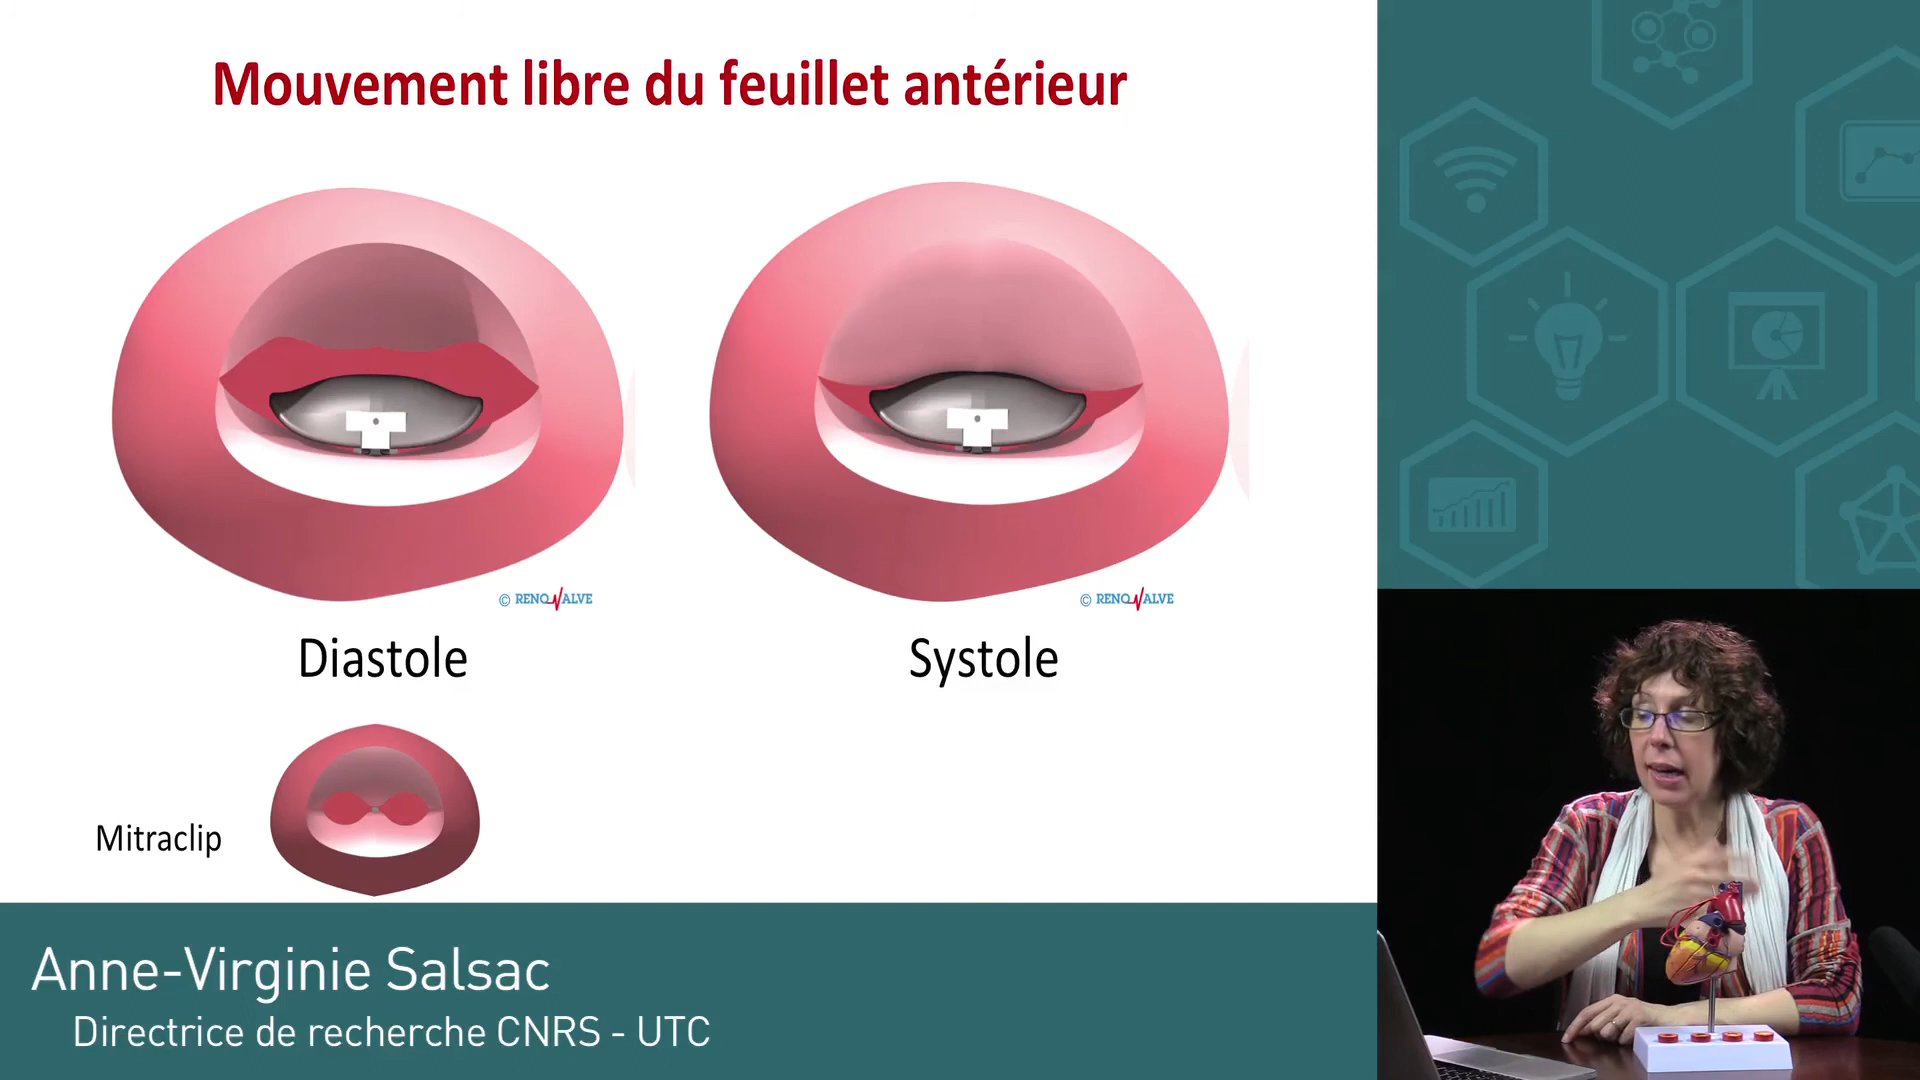 Mouvement libre du feuillet antérieur
© RENOVALVE
© RENOVALVE
Diastole
Systole
Mitraclip
Anne-Virginie Salsac
Directrice de recherche CNRS - UTC